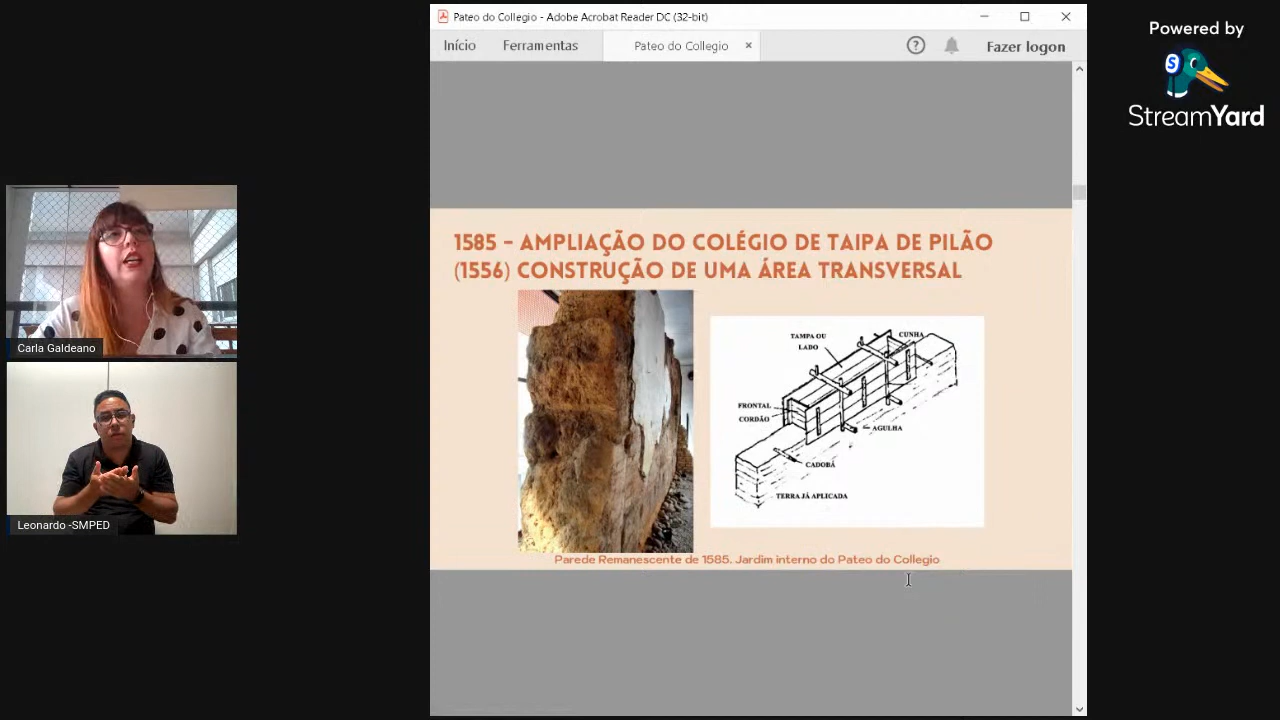 Pateo do Collegio - Adobe Acrobat Reader DC (32-bit)
Início Ferramentas Pateo do Collegio Fazer logon
Powered by
S
StreamYard
1585 - AMPLIAÇÃO DO COLÉGIO DE TAIPA DE PILÃO
(1556) CONSTRUÇÃO DE UMA ÁREA TRANSVERSAL
TAMPA OU
LADO
CUNHA
FRONTAL
CORDÃO
AGULHA
CADOBÁ
TERRA JÁ APLICADA
Parede Remanescente de 1585. Jardim interno do Pateo do Collegio
Carla Galdeano
Leonardo -SMPED